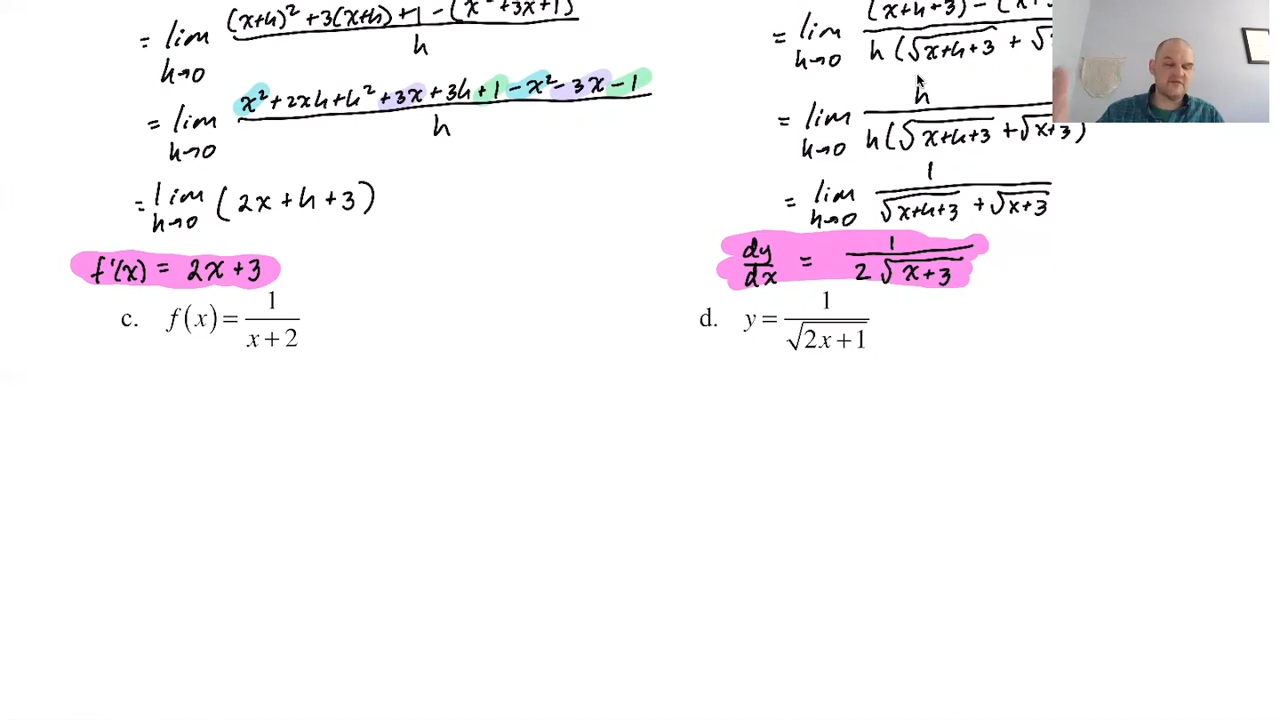 = lim (x+h)² + 3(x+h) + 1 - (x² + 3x + 1)
h→0 h
= lim x² + 2xh + h² + 3x + 3h + 1 - x² - 3x - 1
h→0 h
= lim (2x + h + 3)
h→0
f'(x) = 2x + 3
c. f(x) = 1/(x + 2)
= lim (x+h+3) - (x
h→0 h(√x+h+3 + √
= lim h
h→0 h(√x+h+3 + √x+3)
= lim 1
h→0 √x+h+3 + √x+3
dy/dx = 1/(2√x+3)
d. y = 1/√2x + 1